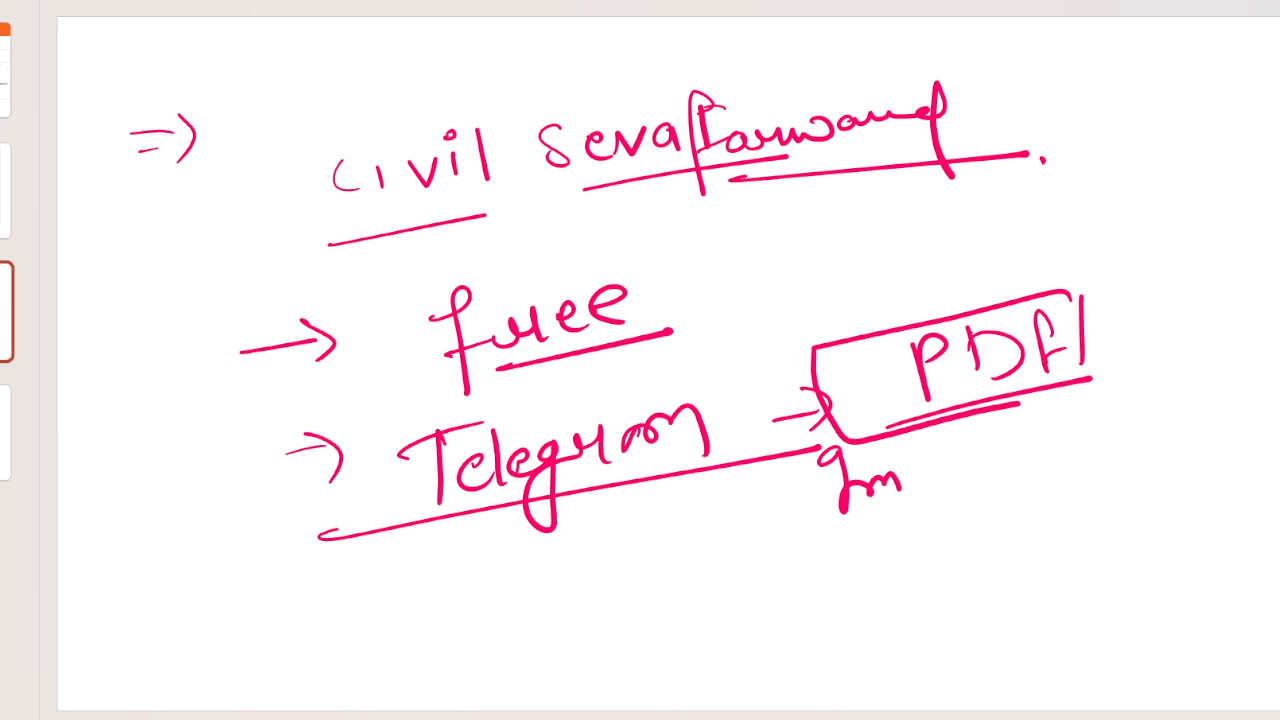 => civil sevaforward.
→ free
→ Telegram → PDF